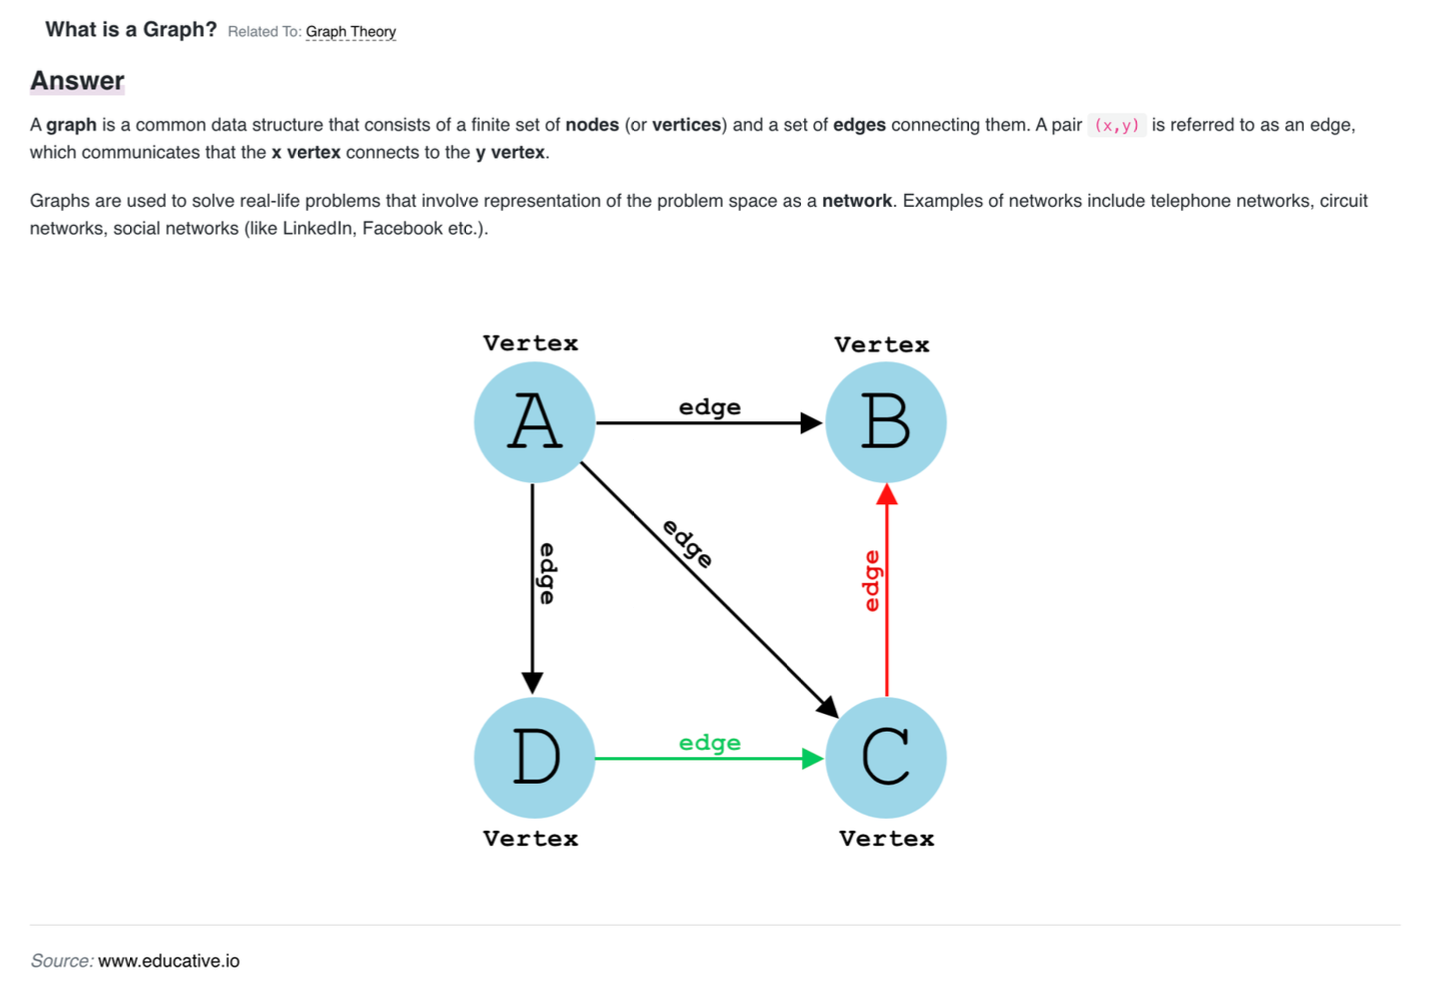 What is a Graph? Related To: Graph Theory
Answer
A graph is a common data structure that consists of a finite set of nodes (or vertices) and a set of edges connecting them. A pair (x,y) is referred to as an edge,
which communicates that the x vertex connects to the y vertex.
Graphs are used to solve real-life problems that involve representation of the problem space as a network. Examples of networks include telephone networks, circuit
networks, social networks (like LinkedIn, Facebook etc.).
Vertex
Vertex
A
edge
B
edge
edge
edge
D
edge
C
Vertex
Vertex
Source: www.educative.io